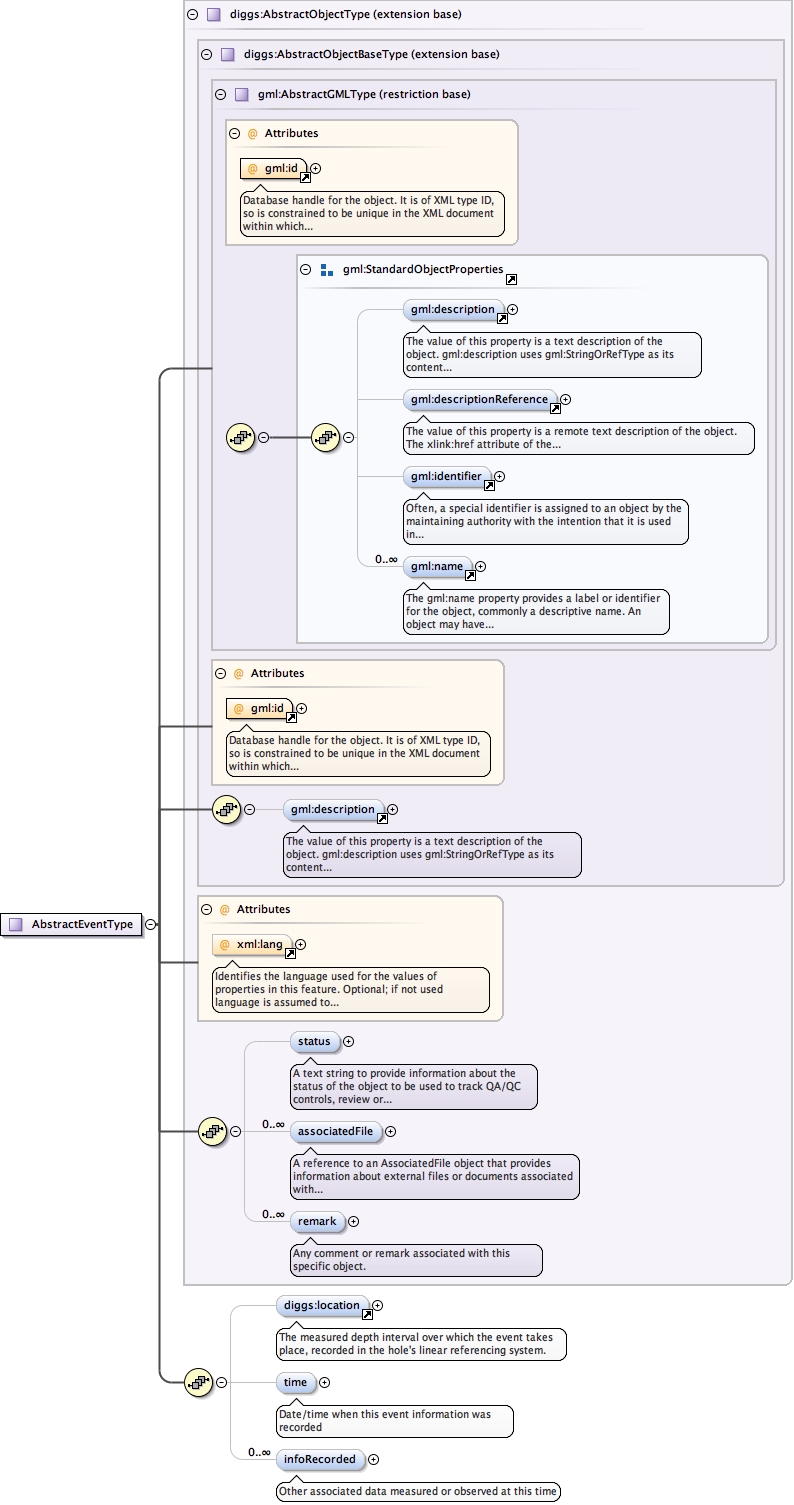 diggs:AbstractObjectType (extension base)
diggs:AbstractObjectBaseType (extension base)
gml:AbstractGMLType (restriction base)
@ Attributes
@ gml:id
Database handle for the object. It is of XML type ID,
so is constrained to be unique in the XML document
within which...
gml:StandardObjectProperties
gml:description
The value of this property is a text description of the
object. gml:description uses gml:StringOrRefType as its
content...
gml:descriptionReference
The value of this property is a remote text description of the object.
The xlink:href attribute of the...
gml:identifier
Often, a special identifier is assigned to an object by the
maintaining authority with the intention that it is used
in...
0..∞
gml:name
The gml:name property provides a label or identifier
for the object, commonly a descriptive name. An
object may have...
@ Attributes
@ gml:id
Database handle for the object. It is of XML type ID,
so is constrained to be unique in the XML document
within which...
gml:description
The value of this property is a text description of the
object. gml:description uses gml:StringOrRefType as its
content...
AbstractEventType
@ Attributes
@ xml:lang
Identifies the language used for the values of
properties in this feature. Optional; if not used
language is assumed to...
status
A text string to provide information about the
status of the object to be used to track QA/QC
controls, review or...
0..∞
associatedFile
A reference to an AssociatedFile object that provides
information about external files or documents associated
with...
0..∞
remark
Any comment or remark associated with this
specific object.
diggs:location
The measured depth interval over which the event takes
place, recorded in the hole's linear referencing system.
time
Date/time when this event information was
recorded
0..∞
infoRecorded
Other associated data measured or observed at this time